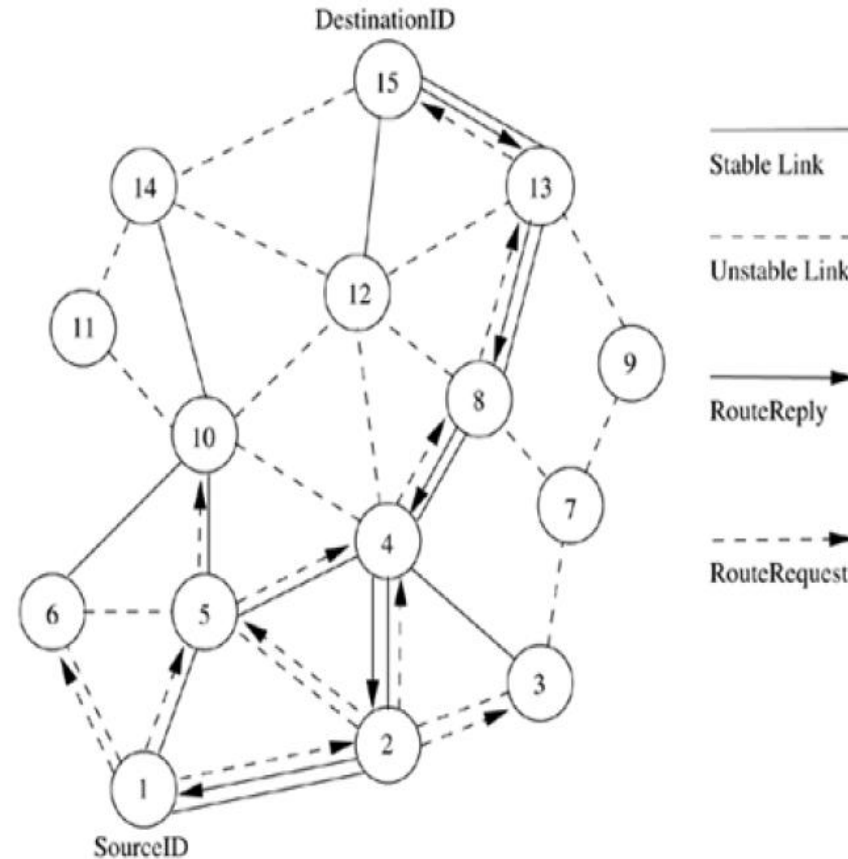 DestinationID
15
14
13
Stable Link
12
Unstable Link
11
9
8
RouteReply
10
7
4
RouteRequest
6
5
3
2
1
SourceID